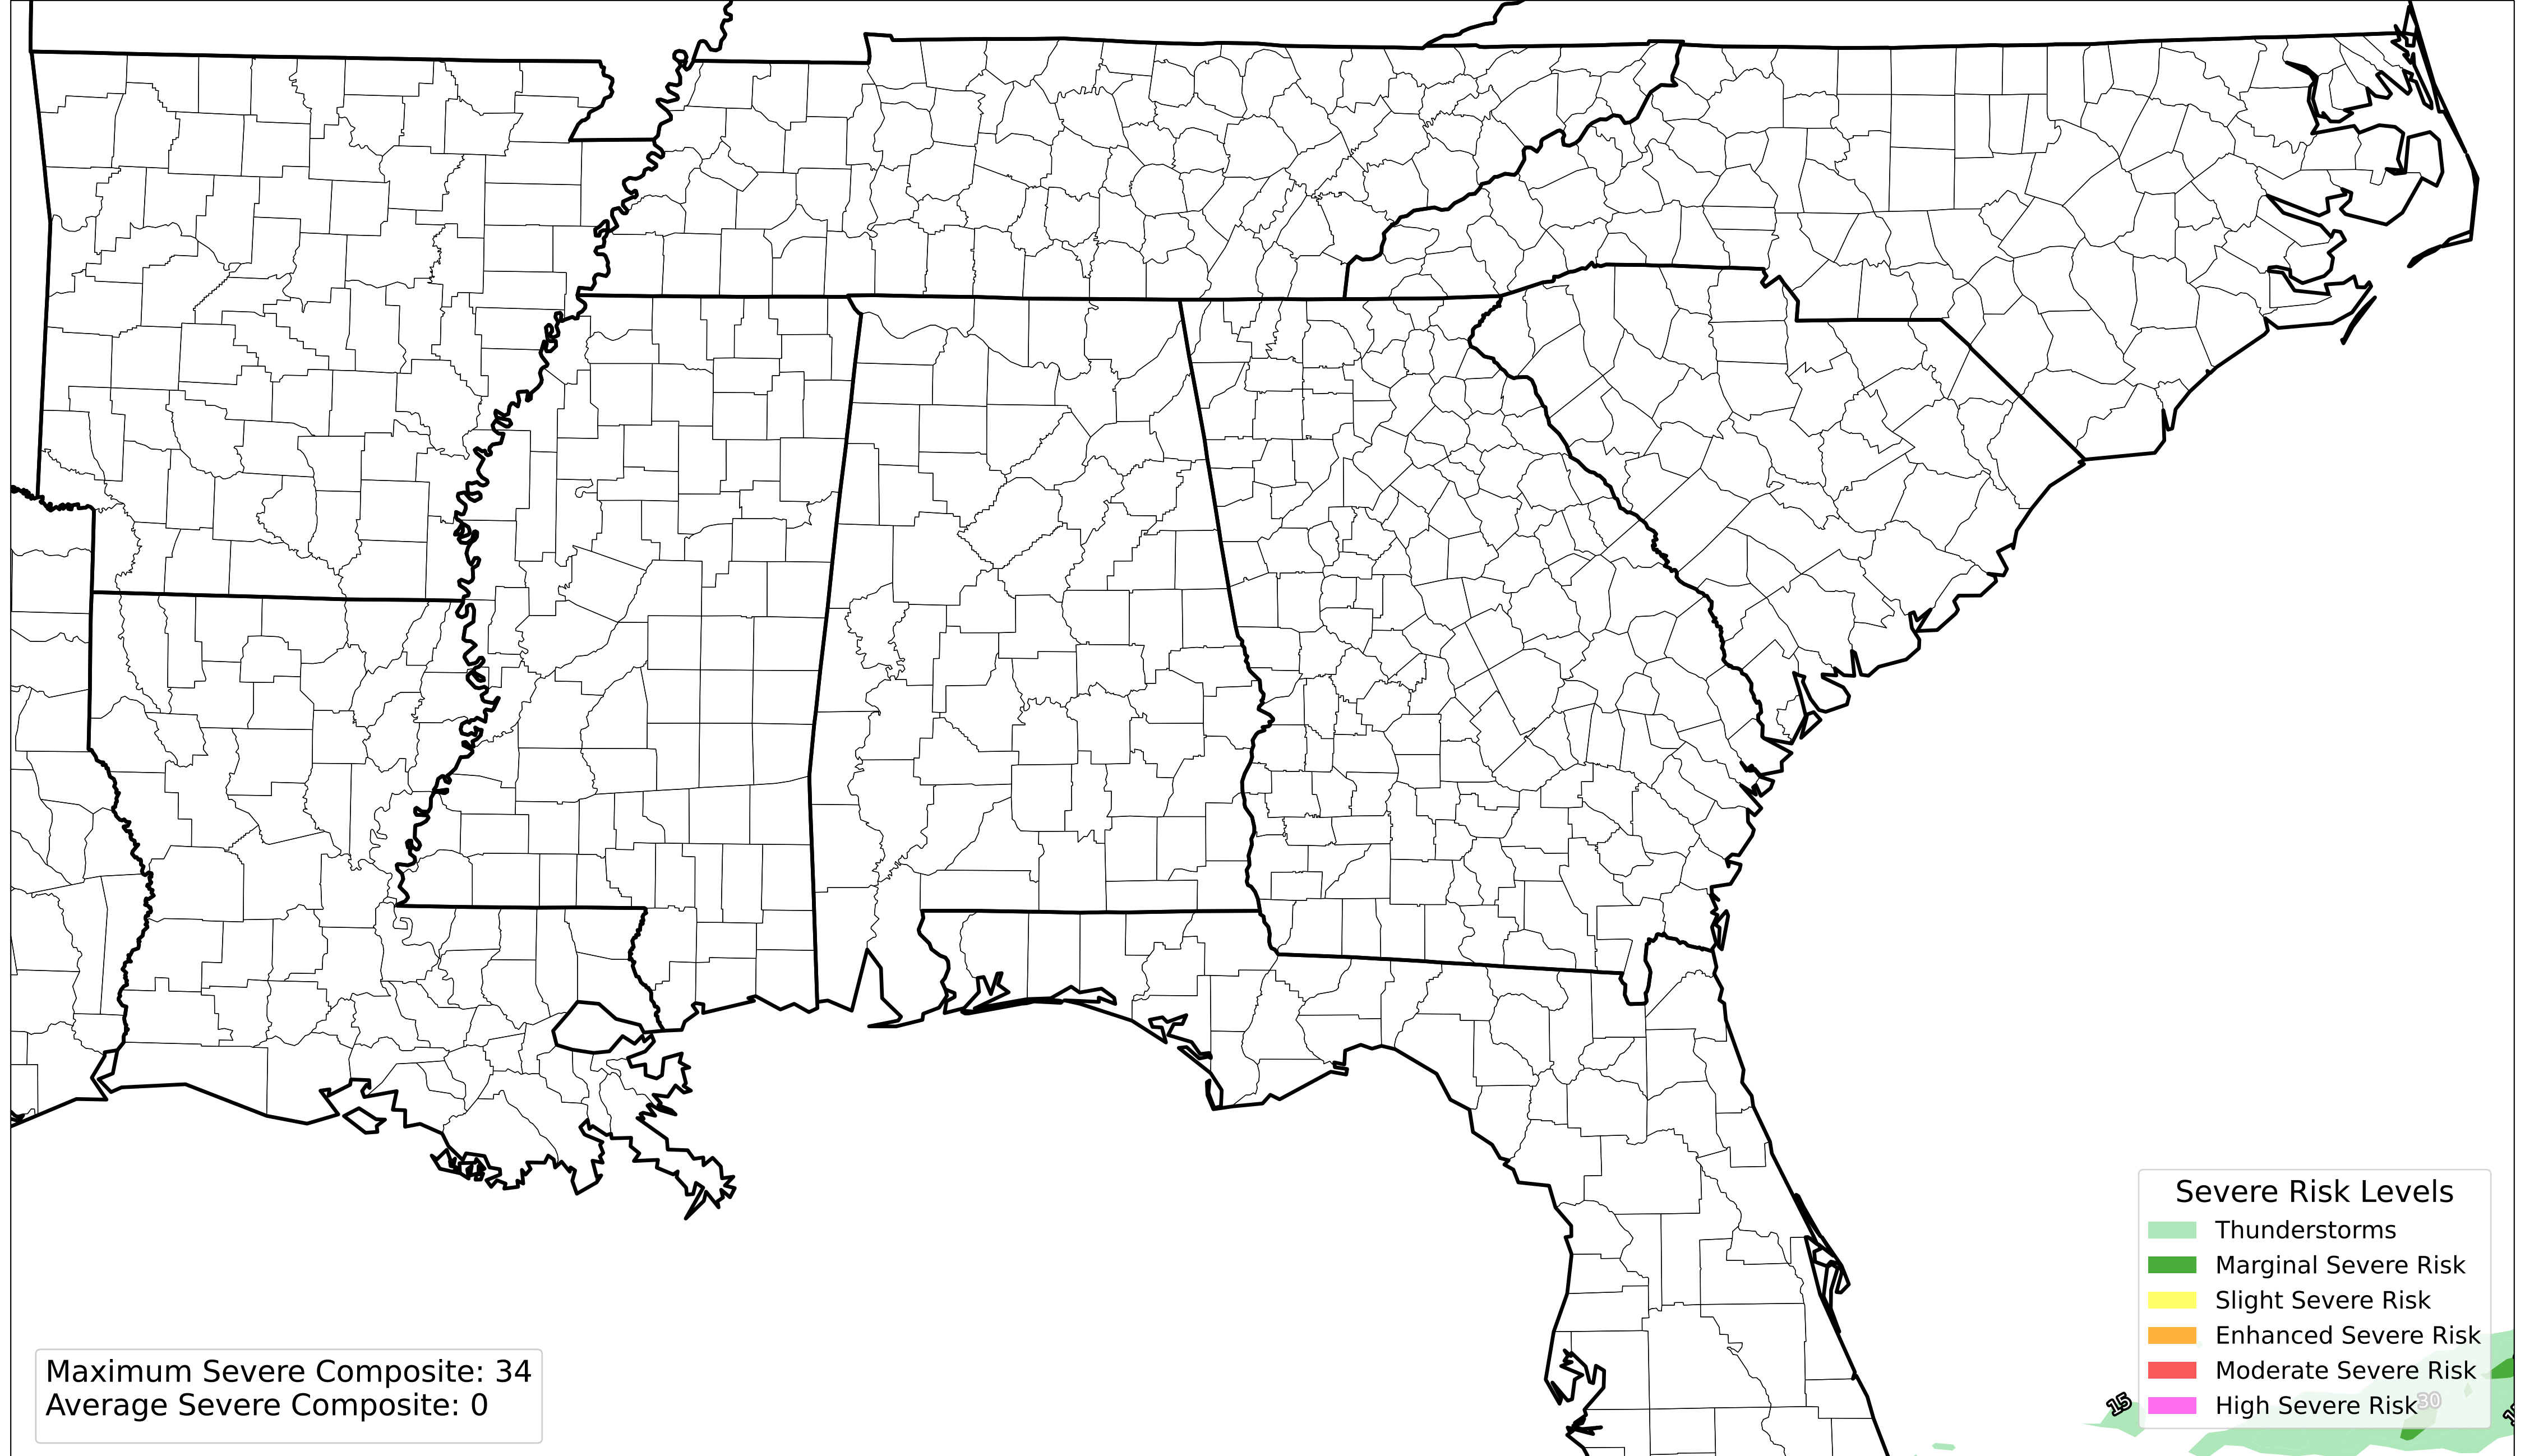 Severe Risk Levels
Thunderstorms
Marginal Severe Risk
Slight Severe Risk
Enhanced Severe Risk
Moderate Severe Risk
High Severe Risk
Maximum Severe Composite: 34
Average Severe Composite: 0
15
30